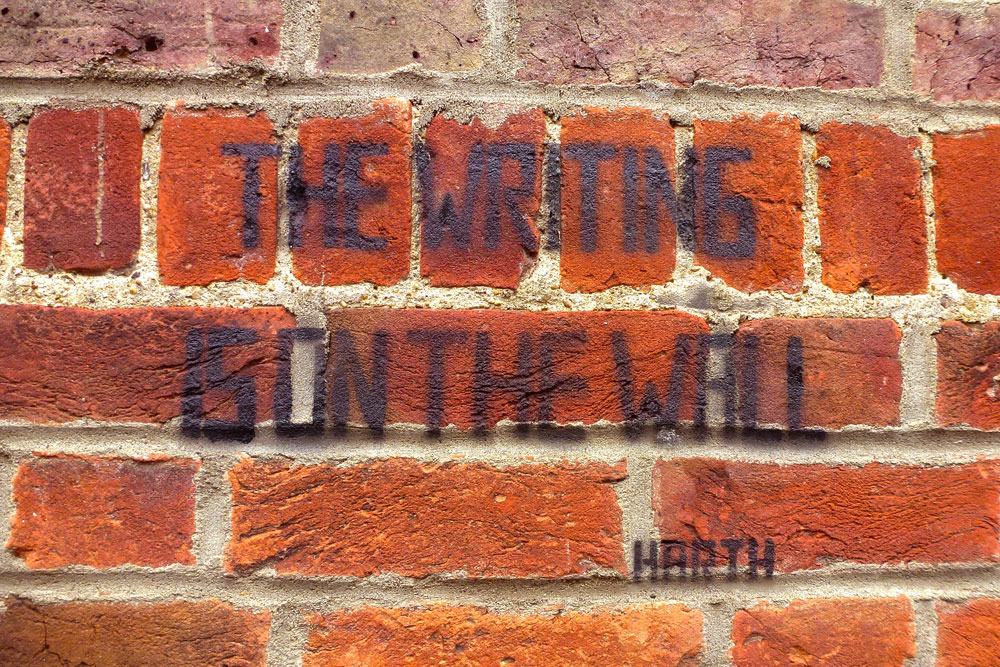 THE WRITING
IS ON THE WALL
HARTH